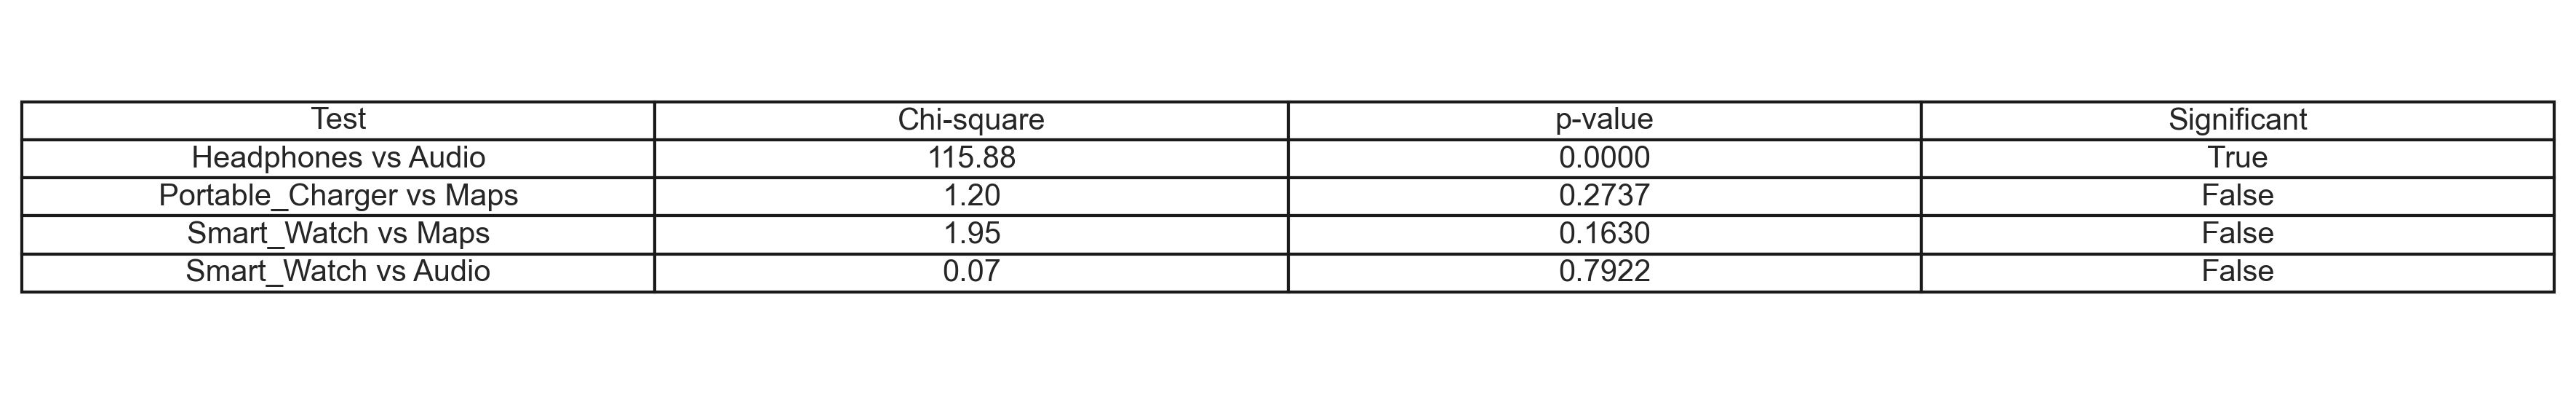 Test Chi-square p-value Significant
Headphones vs Audio 115.88 0.0000 True
Portable_Charger vs Maps 1.20 0.2737 False
Smart_Watch vs Maps 1.95 0.1630 False
Smart_Watch vs Audio 0.07 0.7922 False